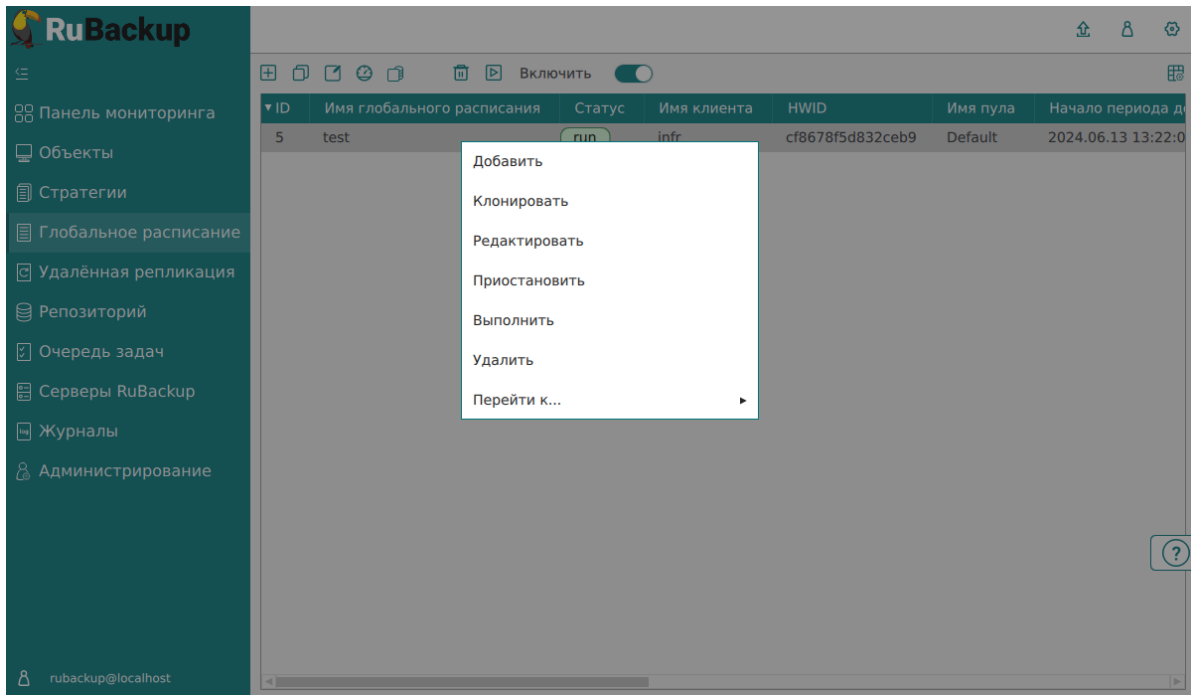 RuBackup
Включить
Панель мониторинга
Объекты
Стратегии
Глобальное расписание
Удалённая репликация
Репозиторий
Очередь задач
Серверы RuBackup
Журналы
Администрирование
rubackup@localhost
ID Имя глобального расписания Статус Имя клиента HWID Имя пула Начало периода де
5 test run infr cf8678f5d832ceb9 Default 2024.06.13 13:22:0
Добавить
Клонировать
Редактировать
Приостановить
Выполнить
Удалить
Перейти к...
?